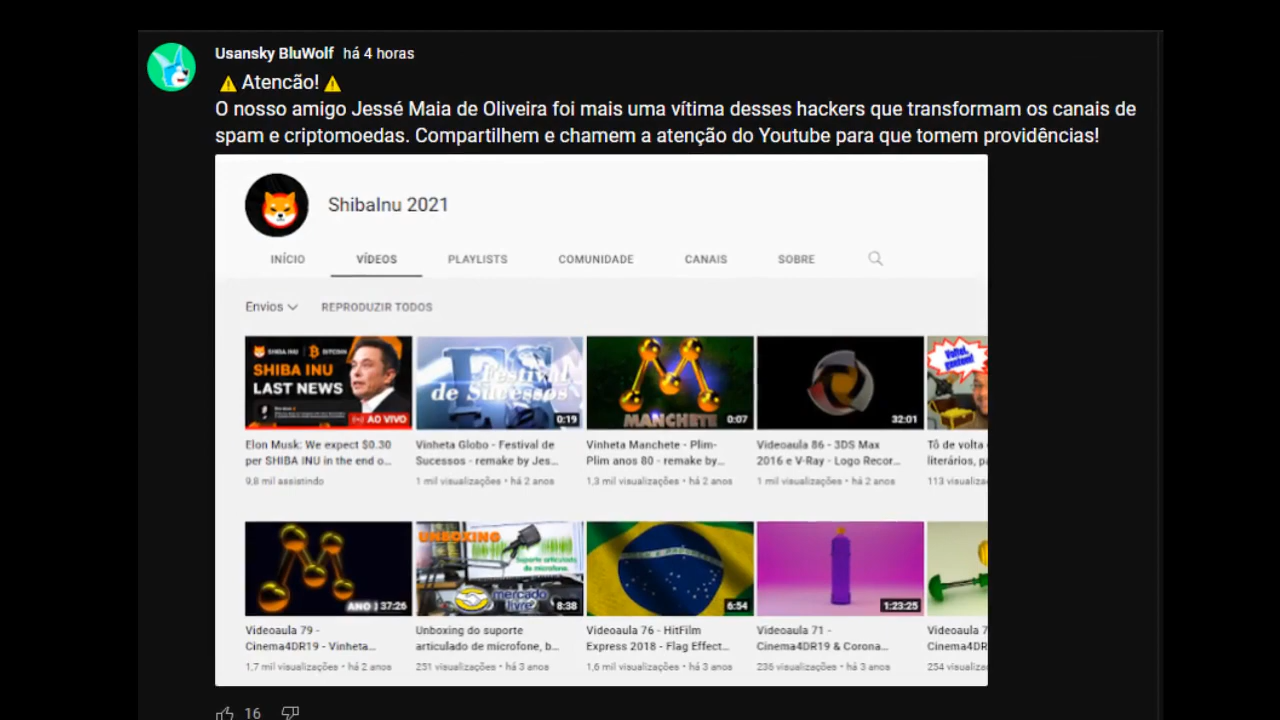 Usansky BluWolf há 4 horas
⚠️ Atencão! ⚠️
O nosso amigo Jessé Maia de Oliveira foi mais uma vítima desses hackers que transformam os canais de
spam e criptomoedas. Compartilhem e chamem a atenção do Youtube para que tomem providências!
ShibaInu 2021
INÍCIO VÍDEOS PLAYLISTS COMUNIDADE CANAIS SOBRE
Envios REPRODUZIR TODOS
SHIBA INU BITCOIN
SHIBA INU
LAST NEWS
AO VIVO
Festival
de Sucessos
0:19
MANCHETE
0:07
32:01
Voltei,
gentem!
Elon Musk: We expect $0.30
per SHIBA INU in the end o...
9,8 mil assistindo
Vinheta Globo - Festival de
Sucessos - remake by Jes...
1 mil visualizações • há 2 anos
Vinheta Manchete - Plim-
Plim anos 80 - remake by...
1,3 mil visualizações • há 2 anos
Videoaula 86 - 3DS Max
2016 e V-Ray - Logo Recor...
1 mil visualizações • há 2 anos
Tô de volta
literários, pa
113 visualiza
ANO 37:26
UNBOXING
Suporte articulado
de microfone.
mercado
livre
8:38
6:54
1:23:25
Videoaula 79 -
Cinema4DR19 - Vinheta...
1,7 mil visualizações • há 2 anos
Unboxing do suporte
articulado de microfone, b...
251 visualizações • há 3 anos
Videoaula 76 - HitFilm
Express 2018 - Flag Effect...
1,6 mil visualizações • há 3 anos
Videoaula 71 -
Cinema4DR19 & Corona...
236 visualizações • há 3 anos
Videoaula 7
Cinema4DR
254 visualiza
16